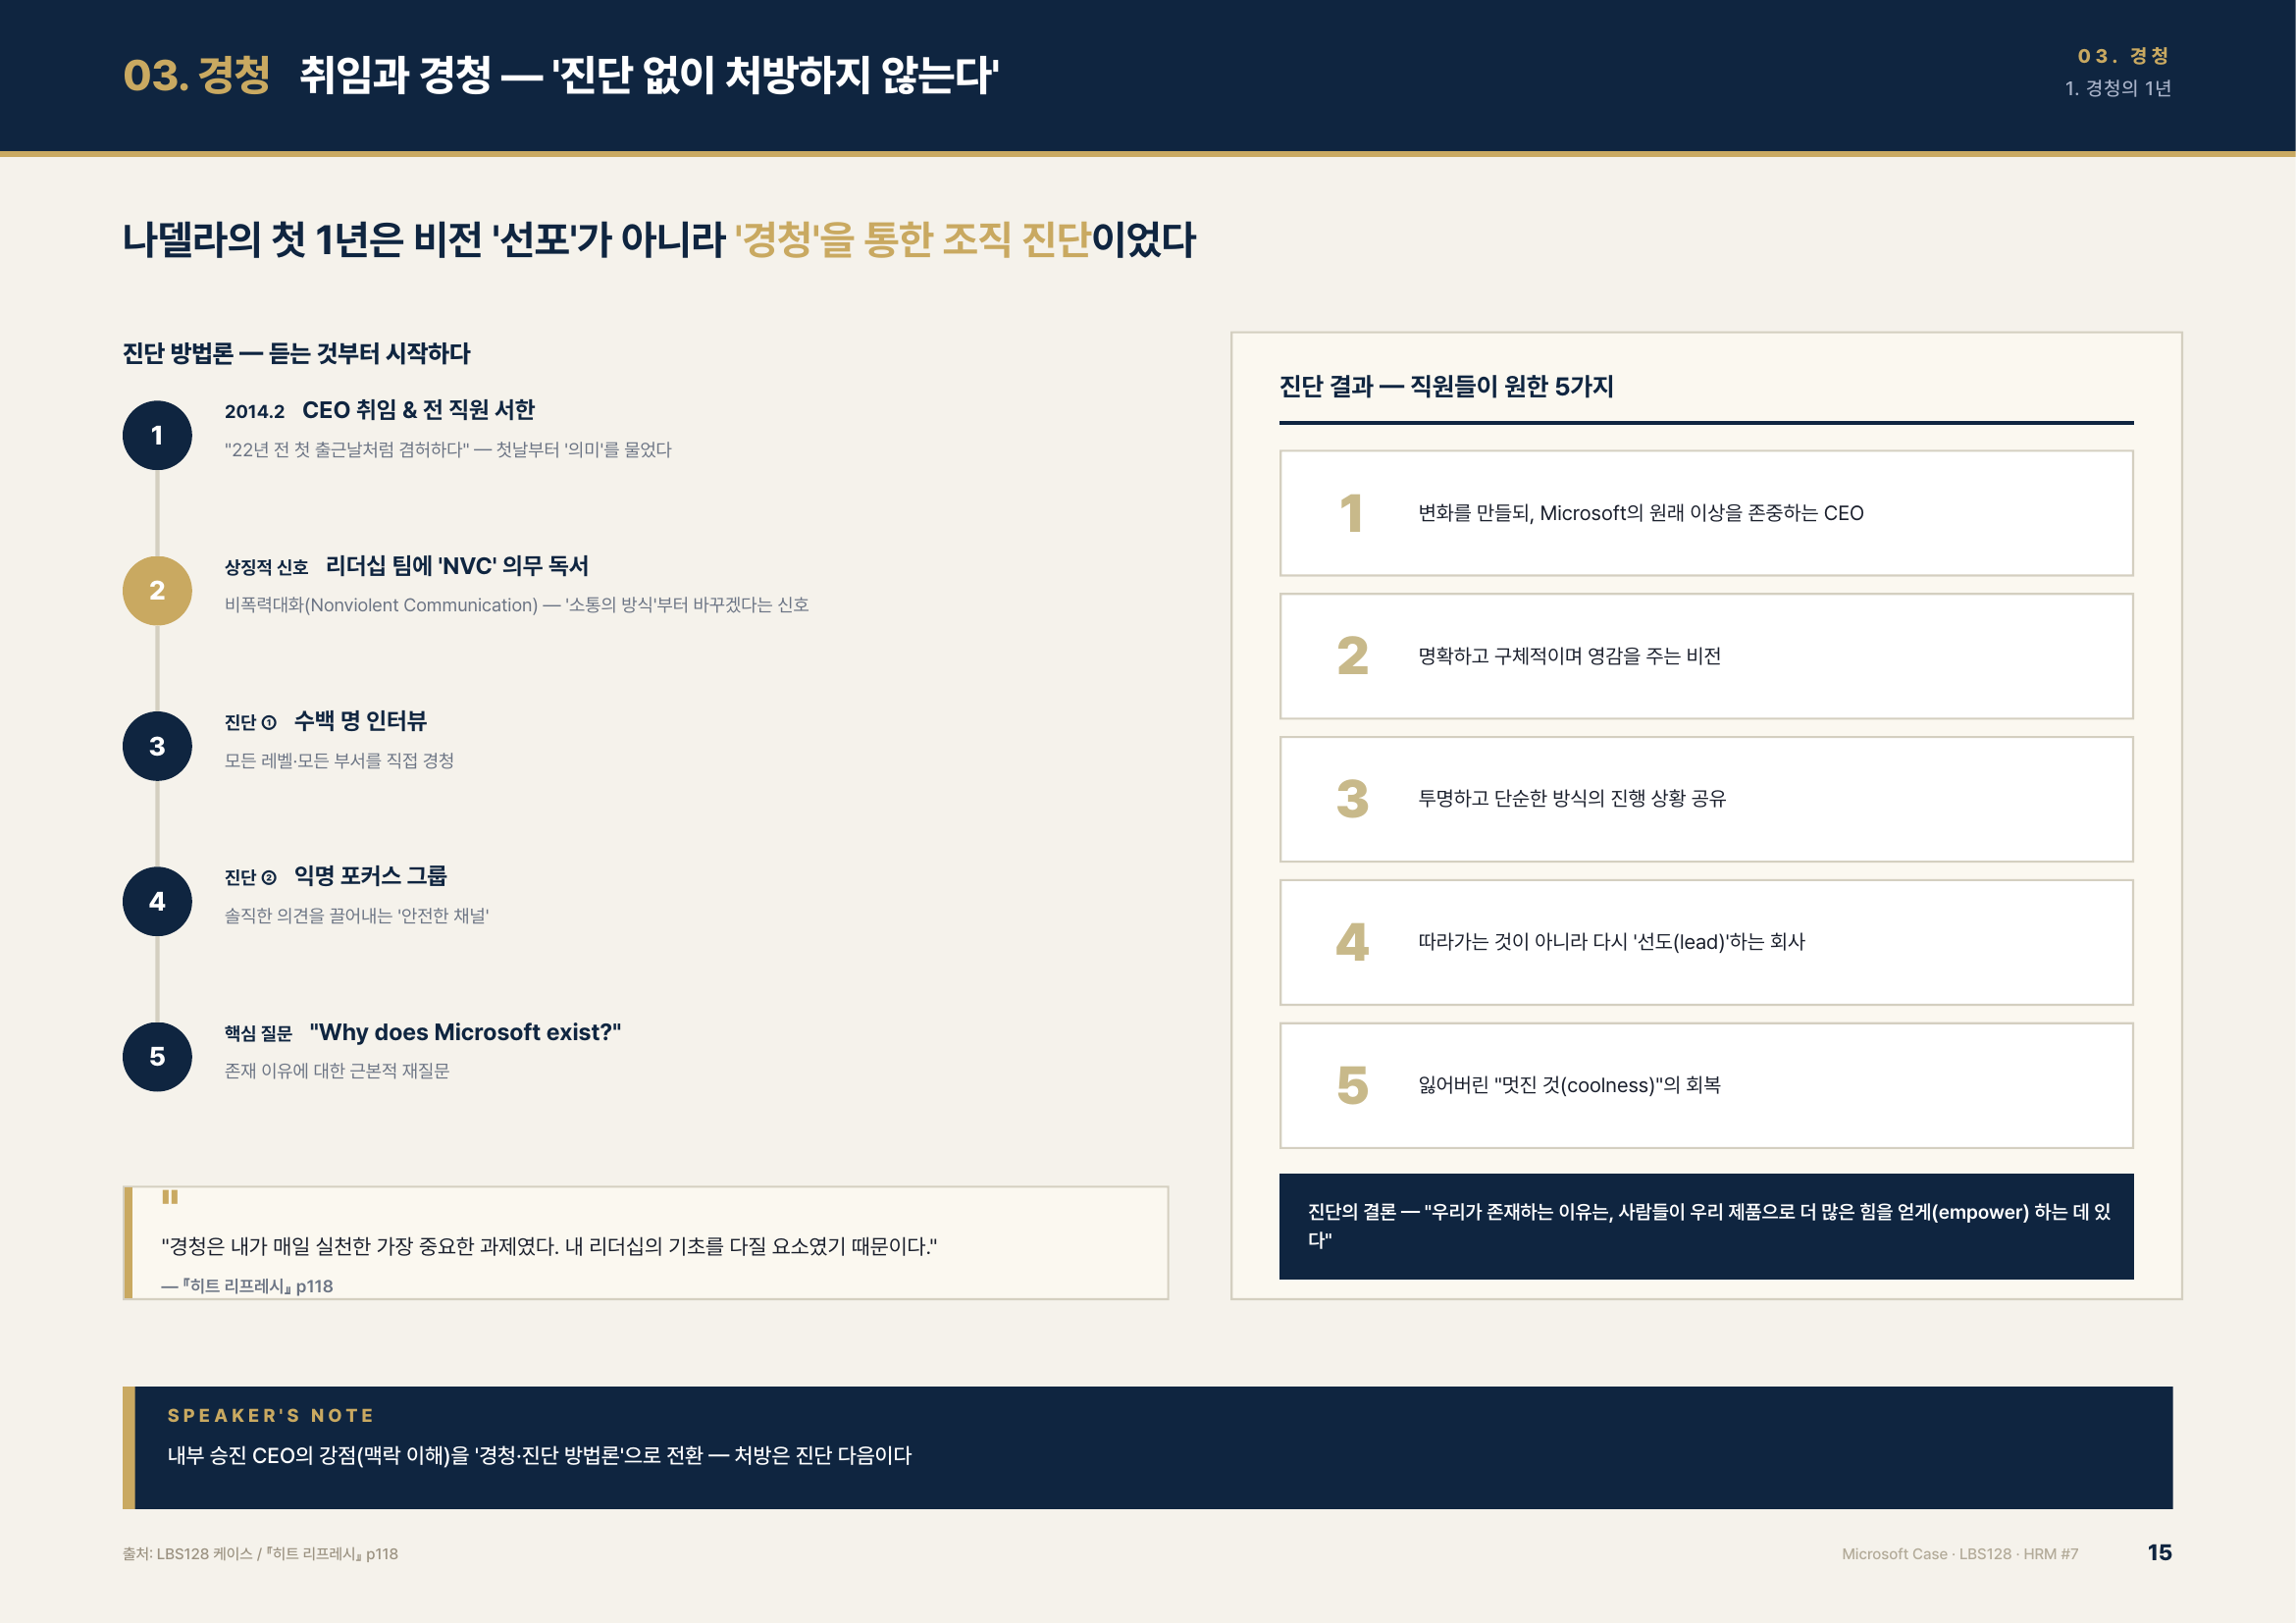 03. 경청 취임과 경청 — '진단 없이 처방하지 않는다'
03. 경청
1. 경청의 1년
나델라의 첫 1년은 비전 '선포'가 아니라 '경청'을 통한 조직 진단이었다
진단 방법론 — 듣는 것부터 시작하다
1
2014.2 CEO 취임 & 전 직원 서한
"22년 전 첫 출근날처럼 겸허하다" — 첫날부터 '의미'를 물었다
2
상징적 신호 리더십 팀에 'NVC' 의무 독서
비폭력대화(Nonviolent Communication) — '소통의 방식'부터 바꾸겠다는 신호
3
진단 ① 수백 명 인터뷰
모든 레벨·모든 부서를 직접 경청
4
진단 ② 익명 포커스 그룹
솔직한 의견을 끌어내는 '안전한 채널'
5
핵심 질문 "Why does Microsoft exist?"
존재 이유에 대한 근본적 재질문
"
"경청은 내가 매일 실천한 가장 중요한 과제였다. 내 리더십의 기초를 다질 요소였기 때문이다."
— 『히트 리프레시』 p118
진단 결과 — 직원들이 원한 5가지
1 변화를 만들되, Microsoft의 원래 이상을 존중하는 CEO
2 명확하고 구체적이며 영감을 주는 비전
3 투명하고 단순한 방식의 진행 상황 공유
4 따라가는 것이 아니라 다시 '선도(lead)'하는 회사
5 잃어버린 "멋진 것(coolness)"의 회복
진단의 결론 — "우리가 존재하는 이유는, 사람들이 우리 제품으로 더 많은 힘을 얻게(empower) 하는 데 있
다"
SPEAKER'S NOTE
내부 승진 CEO의 강점(맥락 이해)을 '경청·진단 방법론'으로 전환 — 처방은 진단 다음이다
출처: LBS128 케이스 / 『히트 리프레시』 p118
Microsoft Case · LBS128 · HRM #7
15